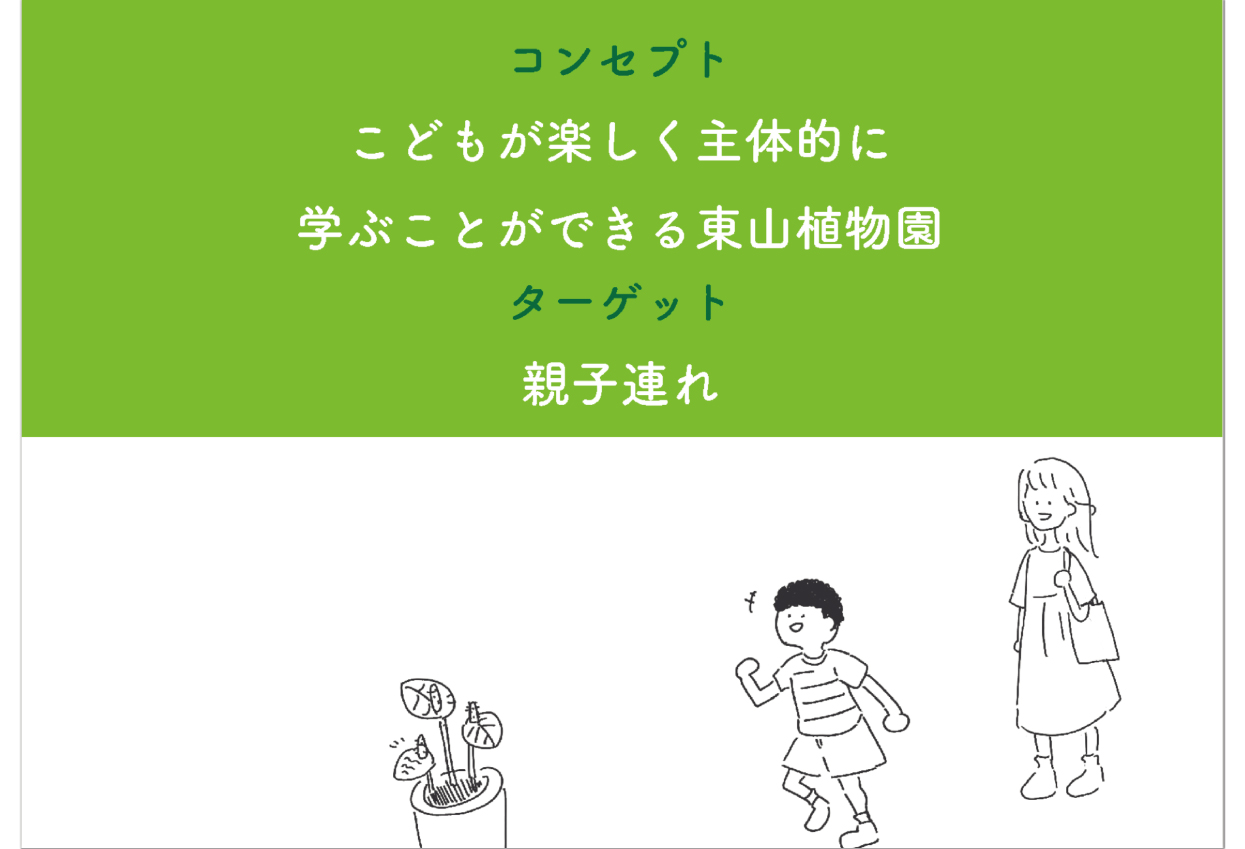 コンセプト
こどもが楽しく主体的に
学ぶことができる東山植物園
ターゲット
親子連れ